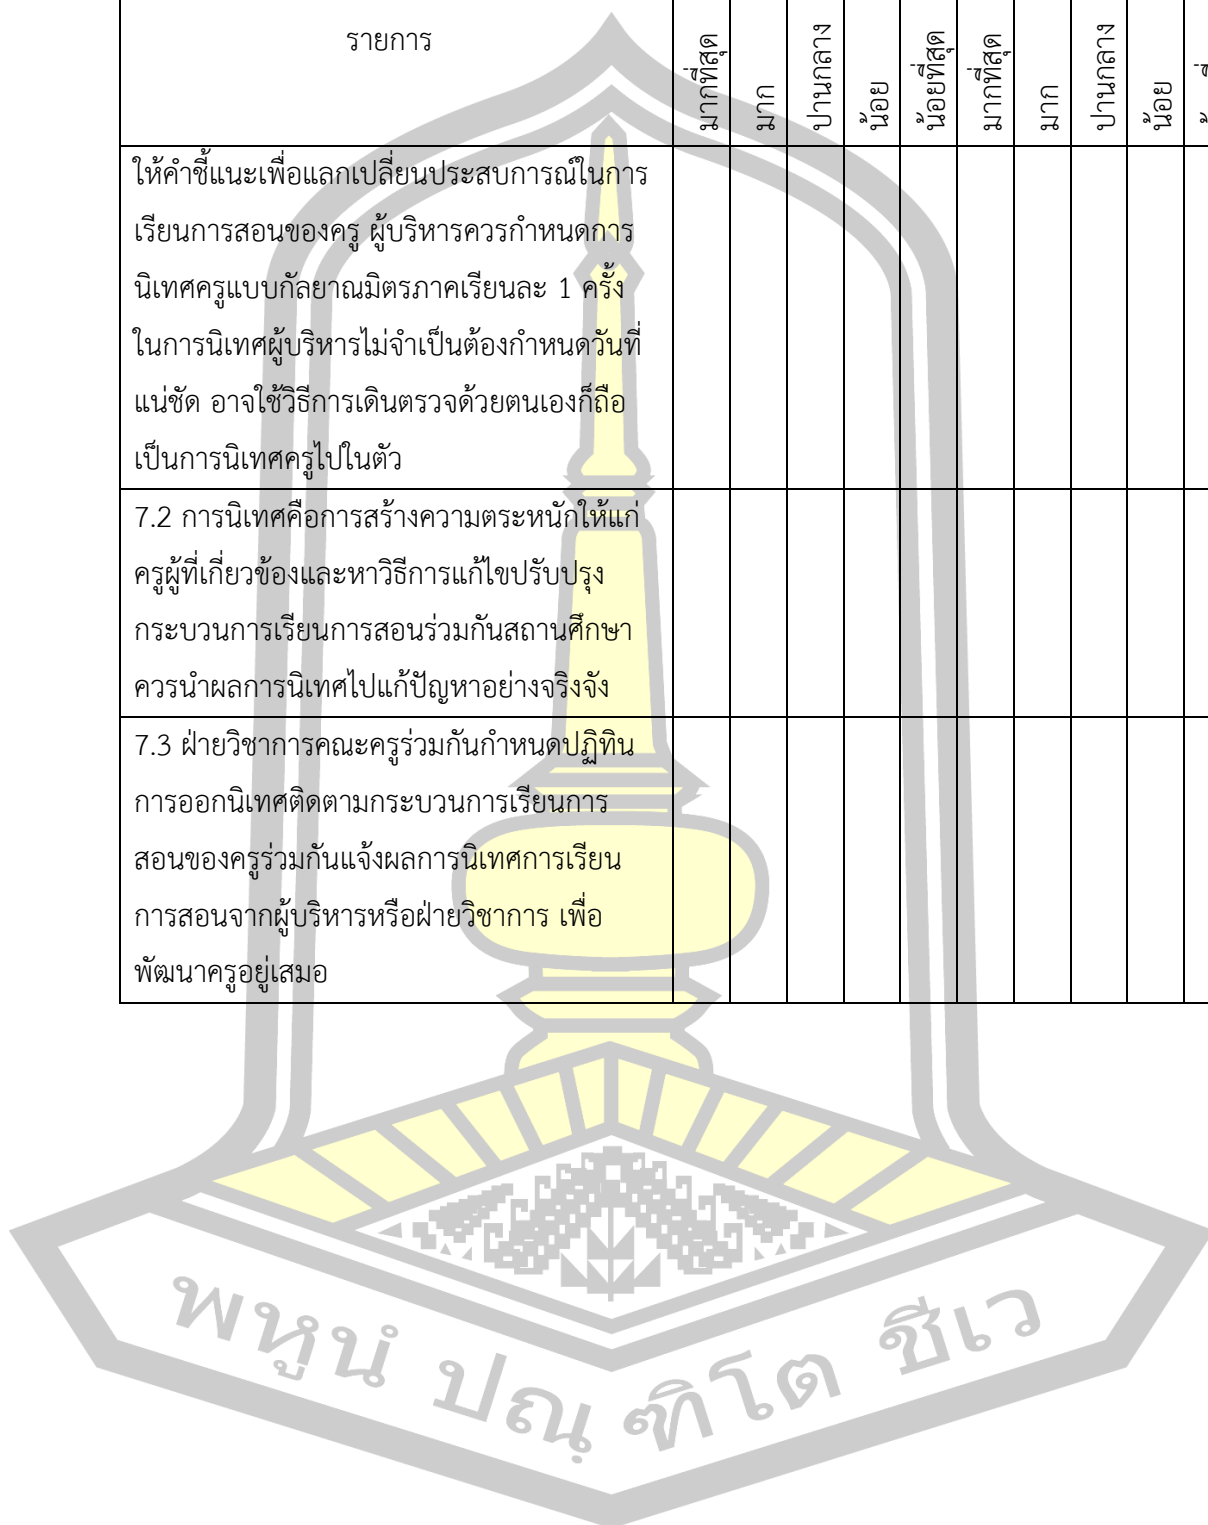 รายการ
มากที่สุด
มาก
ปานกลาง
น้อย
น้อยที่สุด
มากที่สุด
มาก
ปานกลาง
น้อย
ให้คำชี้แนะเพื่อแลกเปลี่ยนประสบการณ์ในการ
เรียนการสอนของครู ผู้บริหารควรกำหนดการ
นิเทศครูแบบกัลยาณมิตรภาคเรียนละ 1 ครั้ง
ในการนิเทศผู้บริหารไม่จำเป็นต้องกำหนดวันที่
แน่ชัด อาจใช้วิธีการเดินตรวจด้วยตนเองก็ถือ
เป็นการนิเทศครูไปในตัว
7.2 การนิเทศคือการสร้างความตระหนักให้แก่
ครูผู้ที่เกี่ยวข้องและหาวิธีการแก้ไขปรับปรุง
กระบวนการเรียนการสอนร่วมกันสถานศึกษา
ควรนำผลการนิเทศไปแก้ปัญหาอย่างจริงจัง
7.3 ฝ่ายวิชาการคณะครูร่วมกันกำหนดปฏิทิน
การออกนิเทศติดตามกระบวนการเรียนการ
สอนของครูร่วมกันแจ้งผลการนิเทศการเรียน
การสอนจากผู้บริหารหรือฝ่ายวิชาการ เพื่อ
พัฒนาครูอยู่เสมอ
พหูนํ ปณฺฑิโต ชีเว